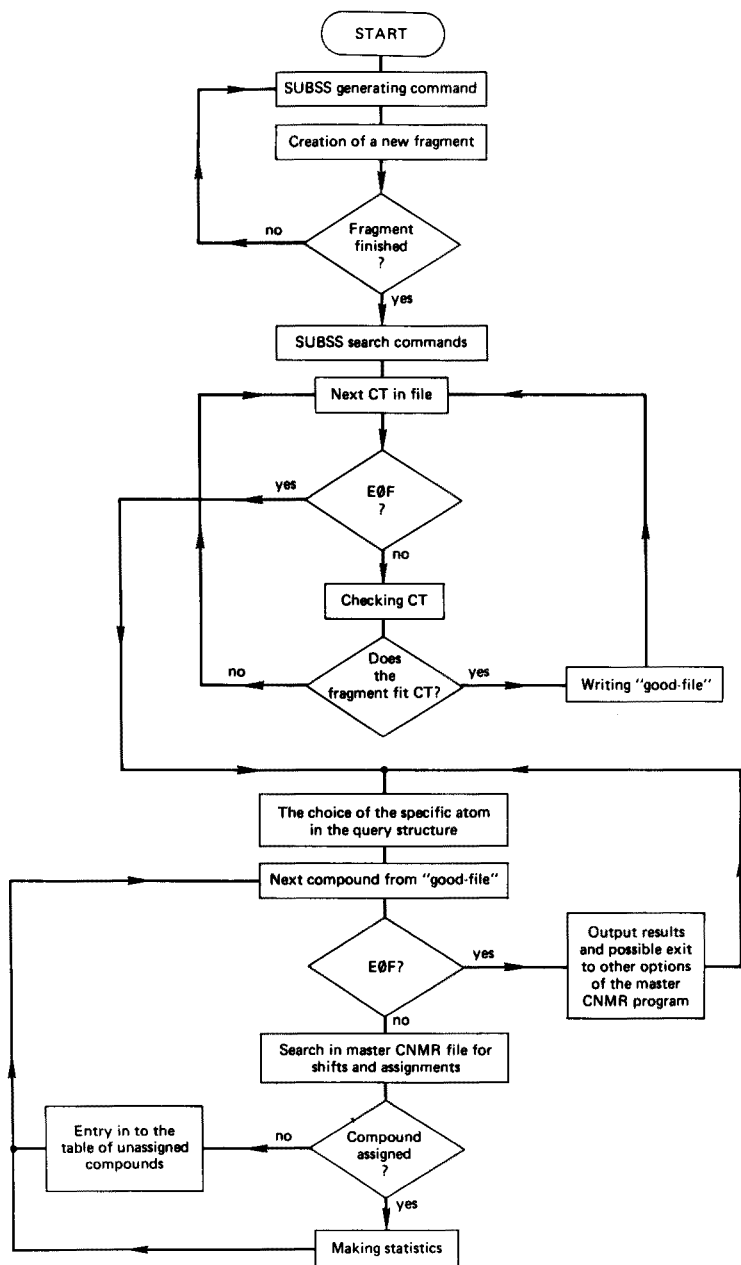 START
SUBSS generating command
Creation of a new fragment
no
Fragment
finished
?
yes
SUBSS search commands
Next CT in file
yes
EØF
?
no
Checking CT
no
Does
the
fragment fit CT?
yes
Writing "good-file"
The choice of the specific atom
in the query structure
Next compound from "good-file"
EØF?
yes
Output results
and possible exit
to other options
of the master
CNMR program
no
Search in master CNMR file for
shifts and assignments
Entry in to the
table of unassigned
compounds
no
Compound
assigned
?
yes
Making statistics